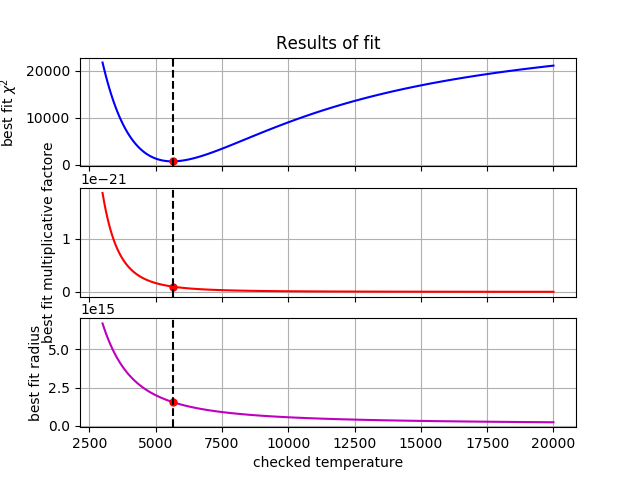 Results of fit
best fit χ²
20000
10000
0
1e−21
best fit multiplicative factore
1
0
1e15
best fit radius
5.0
2.5
0.0
2500 5000 7500 10000 12500 15000 17500 20000
checked temperature